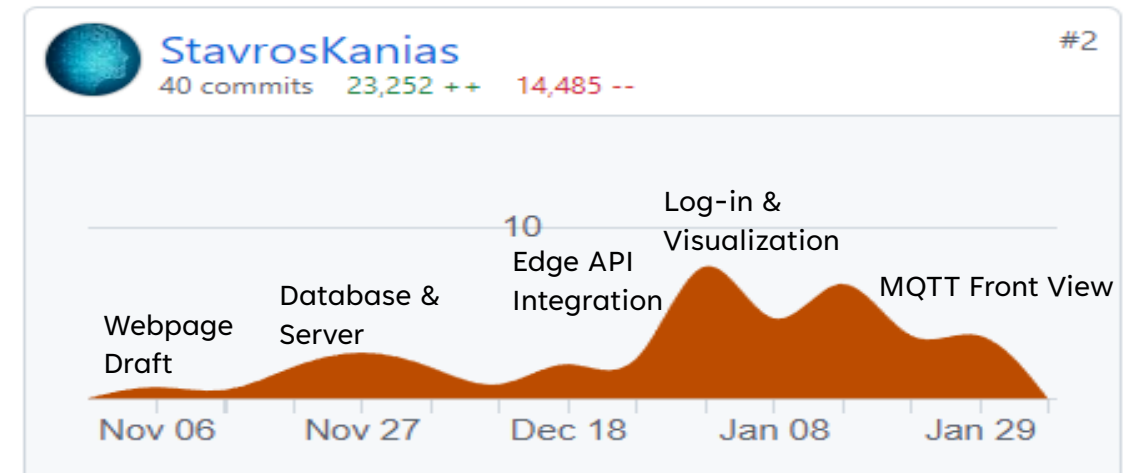 StavrosKanias
#2
40 commits 23,252 ++ 14,485 --
Log-in &
Visualization
10
Edge API
Integration
MQTT Front View
Database &
Server
Webpage
Draft
Nov 06 Nov 27 Dec 18 Jan 08 Jan 29